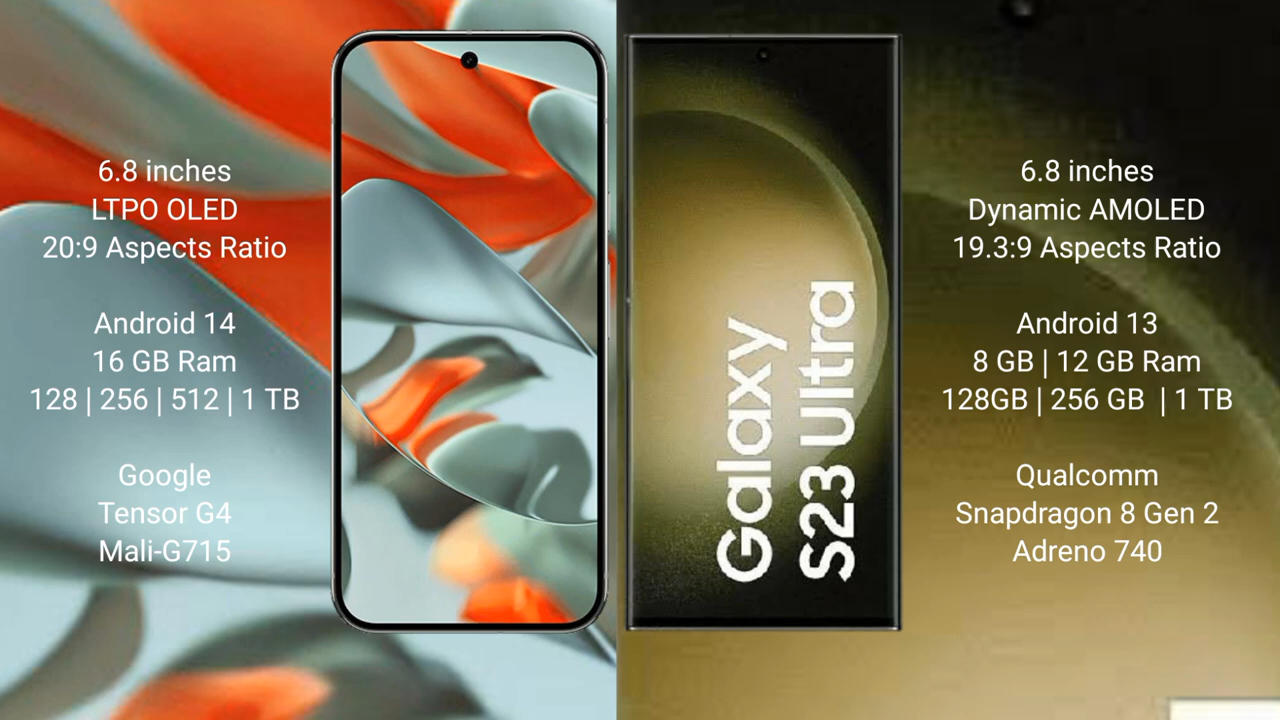 6.8 inches
LTPO OLED
20:9 Aspects Ratio
Android 14
16 GB Ram
128 | 256 | 512 | 1 TB
Google
Tensor G4
Mali-G715
Galaxy
S23 Ultra
6.8 inches
Dynamic AMOLED
19.3:9 Aspects Ratio
Android 13
8 GB | 12 GB Ram
128GB | 256 GB | 1 TB
Qualcomm
Snapdragon 8 Gen 2
Adreno 740